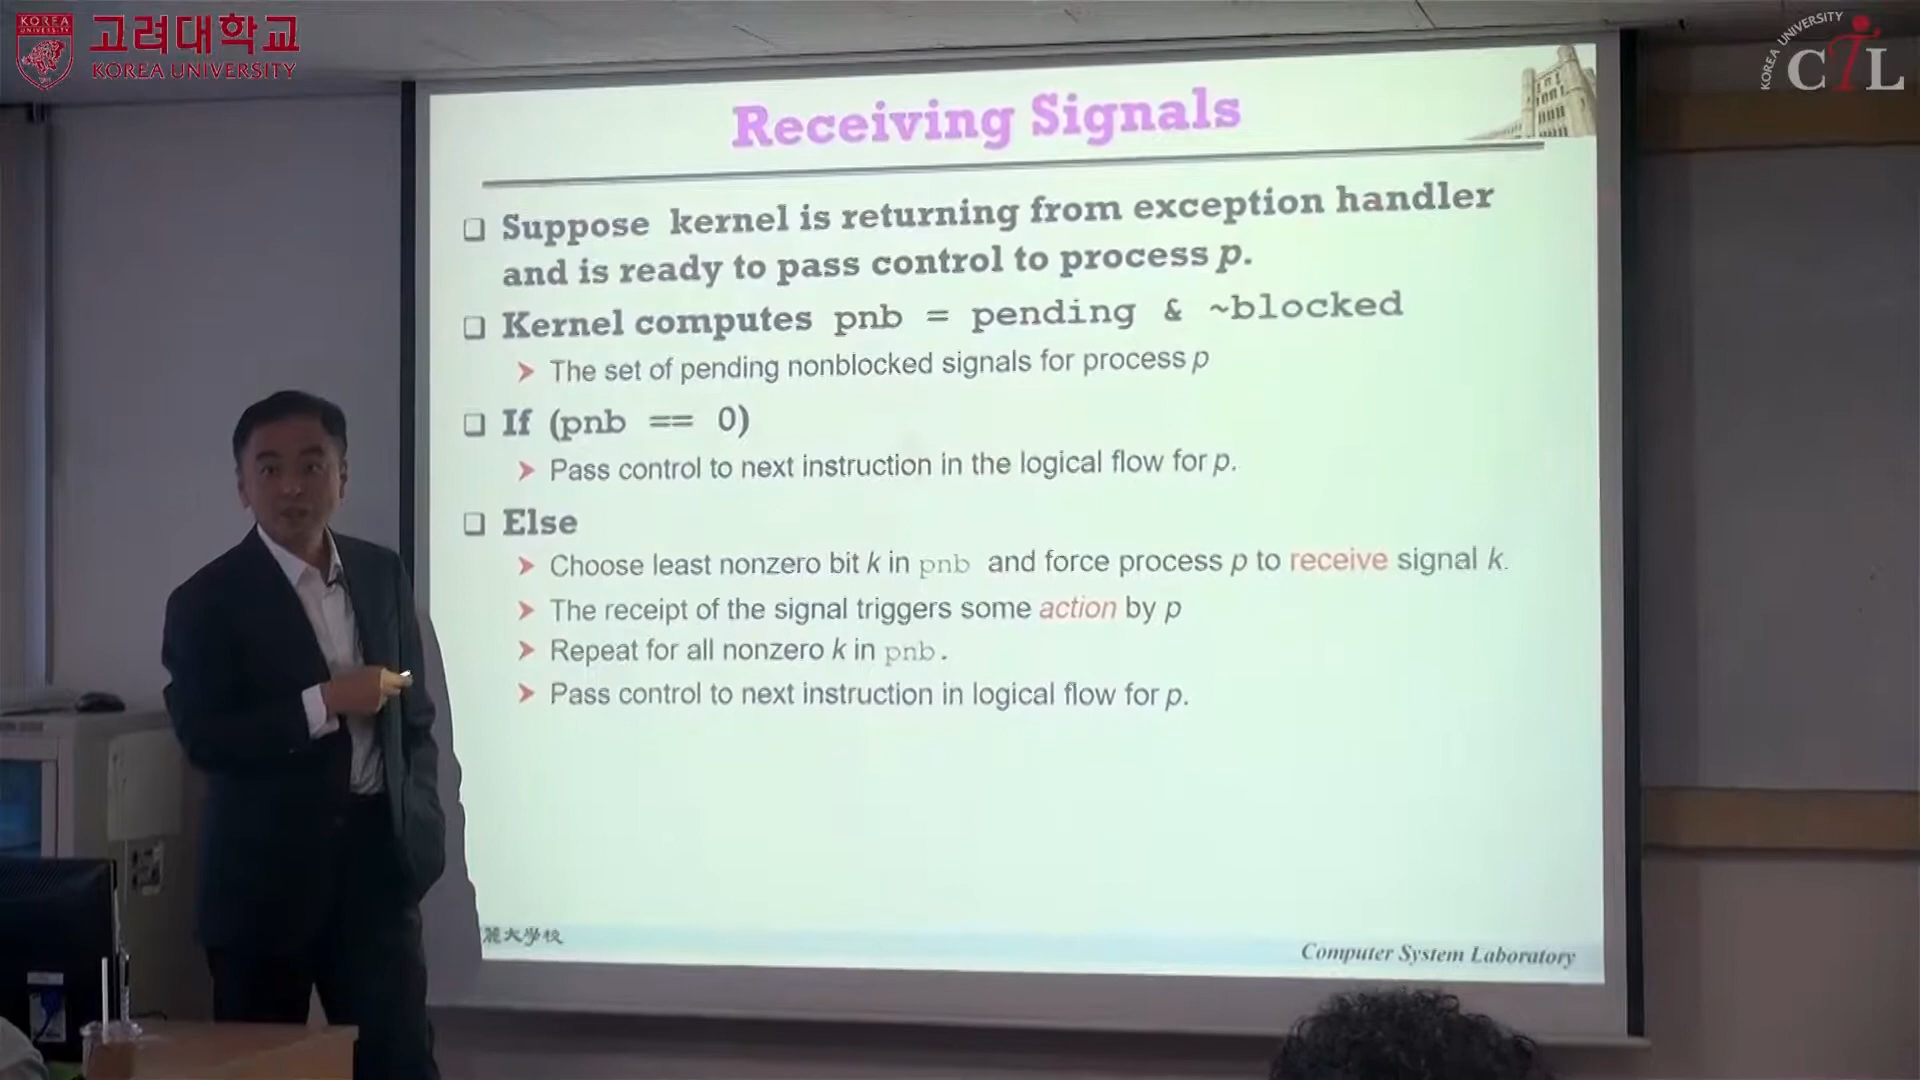 KOREA
UNIVERSITY
고려대학교
KOREA UNIVERSITY
KOREA UNIVERSITY
CTL
Receiving Signals
❑ Suppose kernel is returning from exception handler
and is ready to pass control to process p.
❑ Kernel computes pnb = pending & ~blocked
➤ The set of pending nonblocked signals for process p
❑ If (pnb == 0)
➤ Pass control to next instruction in the logical flow for p.
❑ Else
➤ Choose least nonzero bit k in pnb and force process p to receive signal k.
➤ The receipt of the signal triggers some action by p
➤ Repeat for all nonzero k in pnb.
➤ Pass control to next instruction in logical flow for p.
麗大學校
Computer System Laboratory